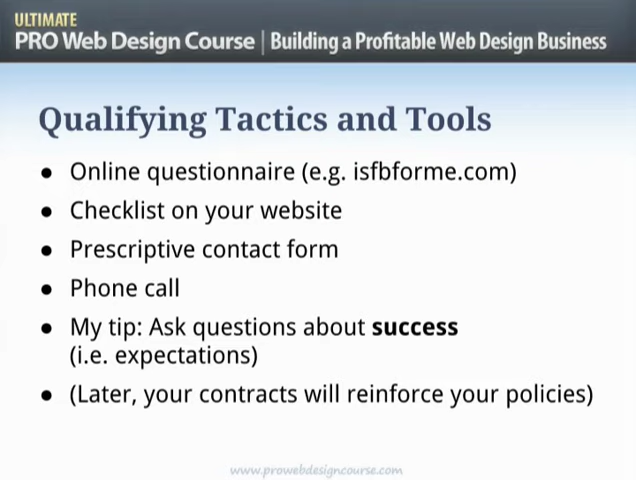 ULTIMATE
PRO Web Design Course | Building a Profitable Web Design Business
Qualifying Tactics and Tools
● Online questionnaire (e.g. isfbforme.com)
● Checklist on your website
● Prescriptive contact form
● Phone call
● My tip: Ask questions about success
(i.e. expectations)
● (Later, your contracts will reinforce your policies)
www.prowebdesigncourse.com